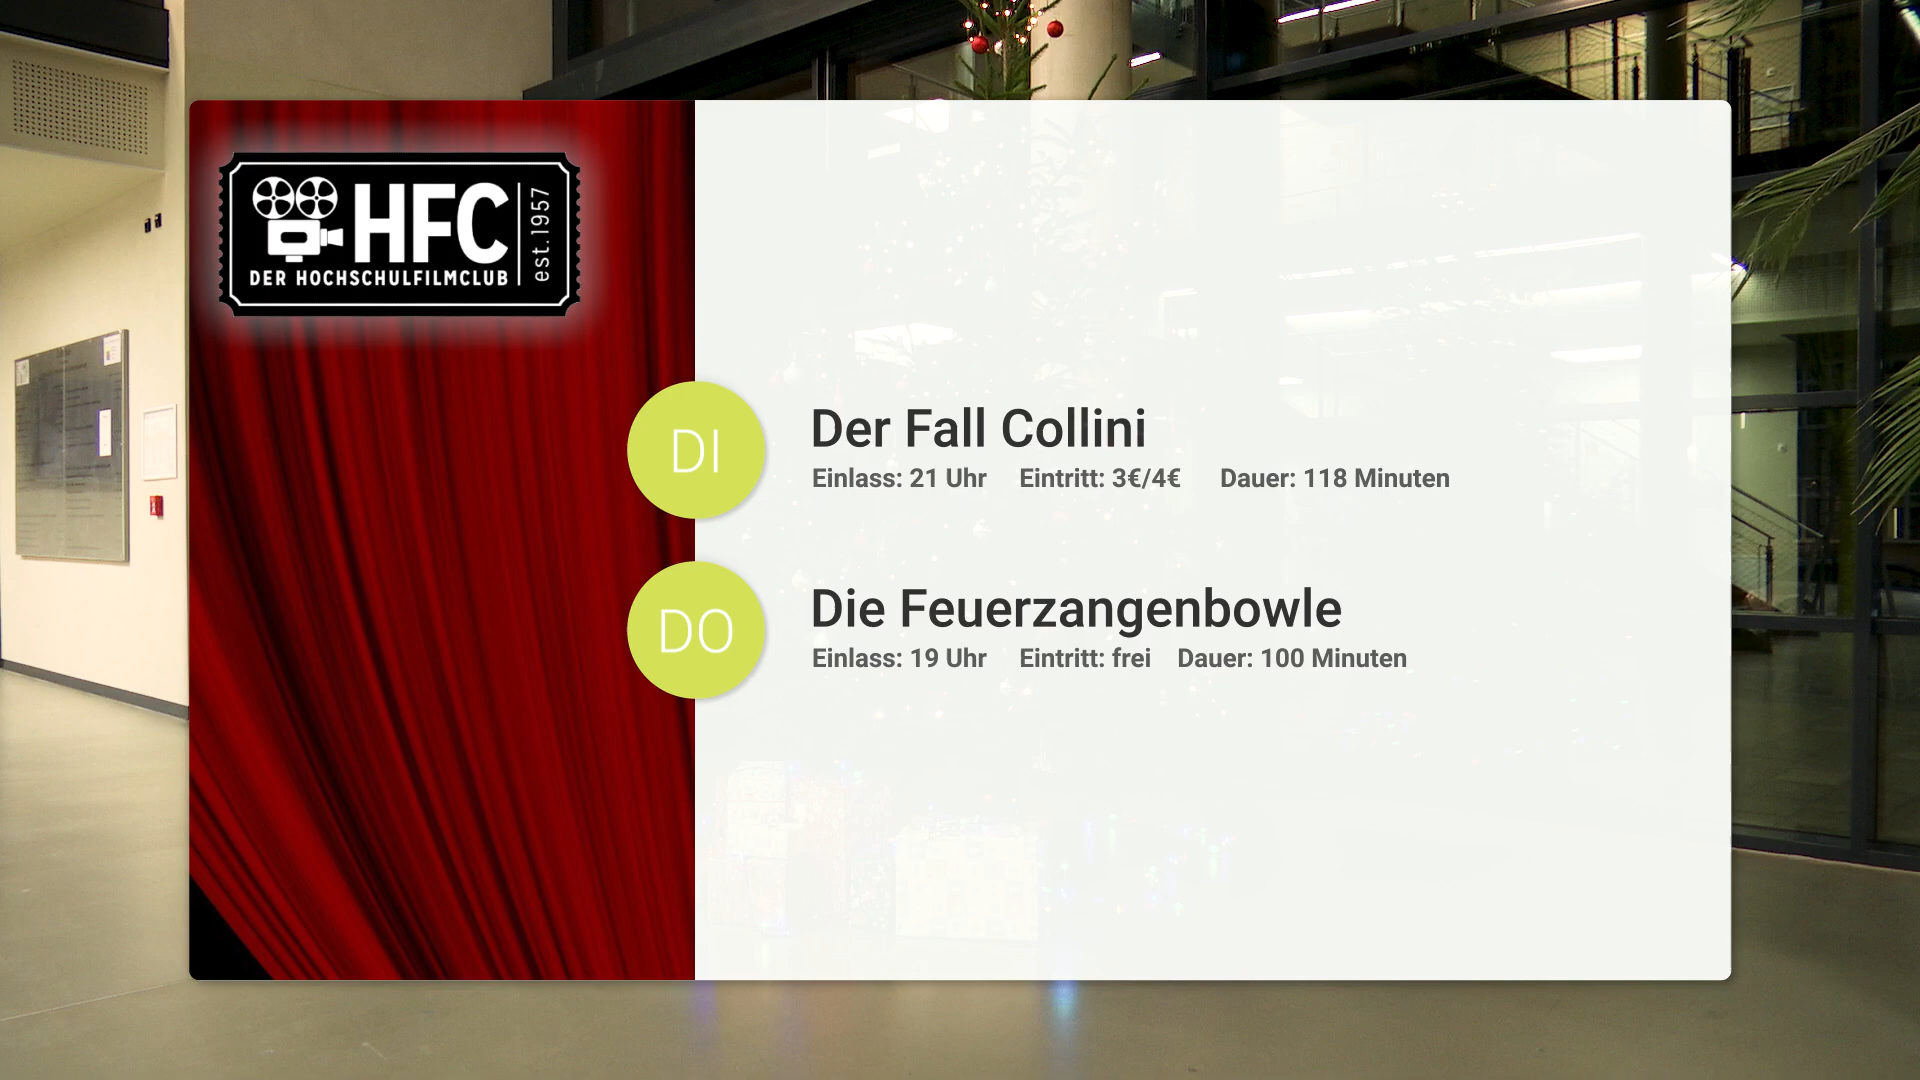 HFC
DER HOCHSCHULFILMCLUB
est.1957
DI
Der Fall Collini
Einlass: 21 Uhr Eintritt: 3€/4€ Dauer: 118 Minuten
DO
Die Feuerzangenbowle
Einlass: 19 Uhr Eintritt: frei Dauer: 100 Minuten